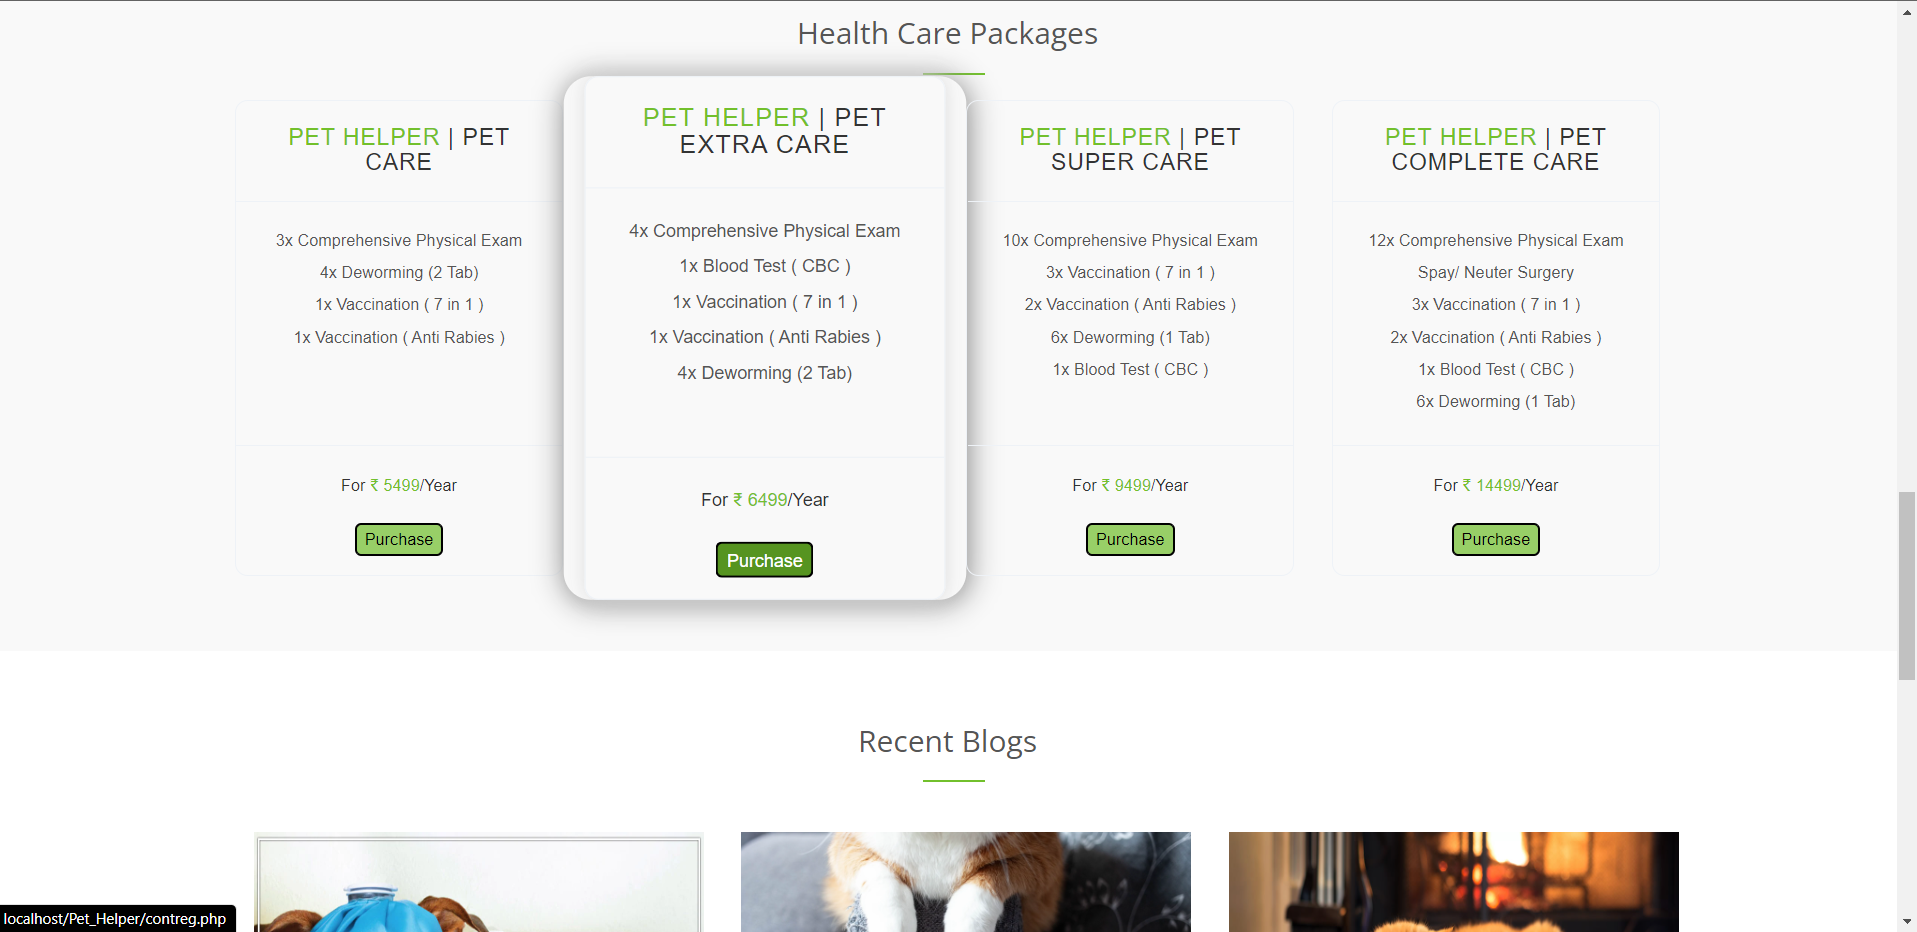 Health Care Packages
PET HELPER | PET
CARE
3x Comprehensive Physical Exam
4x Deworming (2 Tab)
1x Vaccination ( 7 in 1 )
1x Vaccination ( Anti Rabies )
For ₹ 5499/Year
Purchase
PET HELPER | PET
EXTRA CARE
4x Comprehensive Physical Exam
1x Blood Test ( CBC )
1x Vaccination ( 7 in 1 )
1x Vaccination ( Anti Rabies )
4x Deworming (2 Tab)
For ₹ 6499/Year
Purchase
PET HELPER | PET
SUPER CARE
10x Comprehensive Physical Exam
3x Vaccination ( 7 in 1 )
2x Vaccination ( Anti Rabies )
6x Deworming (1 Tab)
1x Blood Test ( CBC )
For ₹ 9499/Year
Purchase
PET HELPER | PET
COMPLETE CARE
12x Comprehensive Physical Exam
Spay/ Neuter Surgery
3x Vaccination ( 7 in 1 )
2x Vaccination ( Anti Rabies )
1x Blood Test ( CBC )
6x Deworming (1 Tab)
For ₹ 14499/Year
Purchase
Recent Blogs
localhost/Pet_Helper/contreg.php